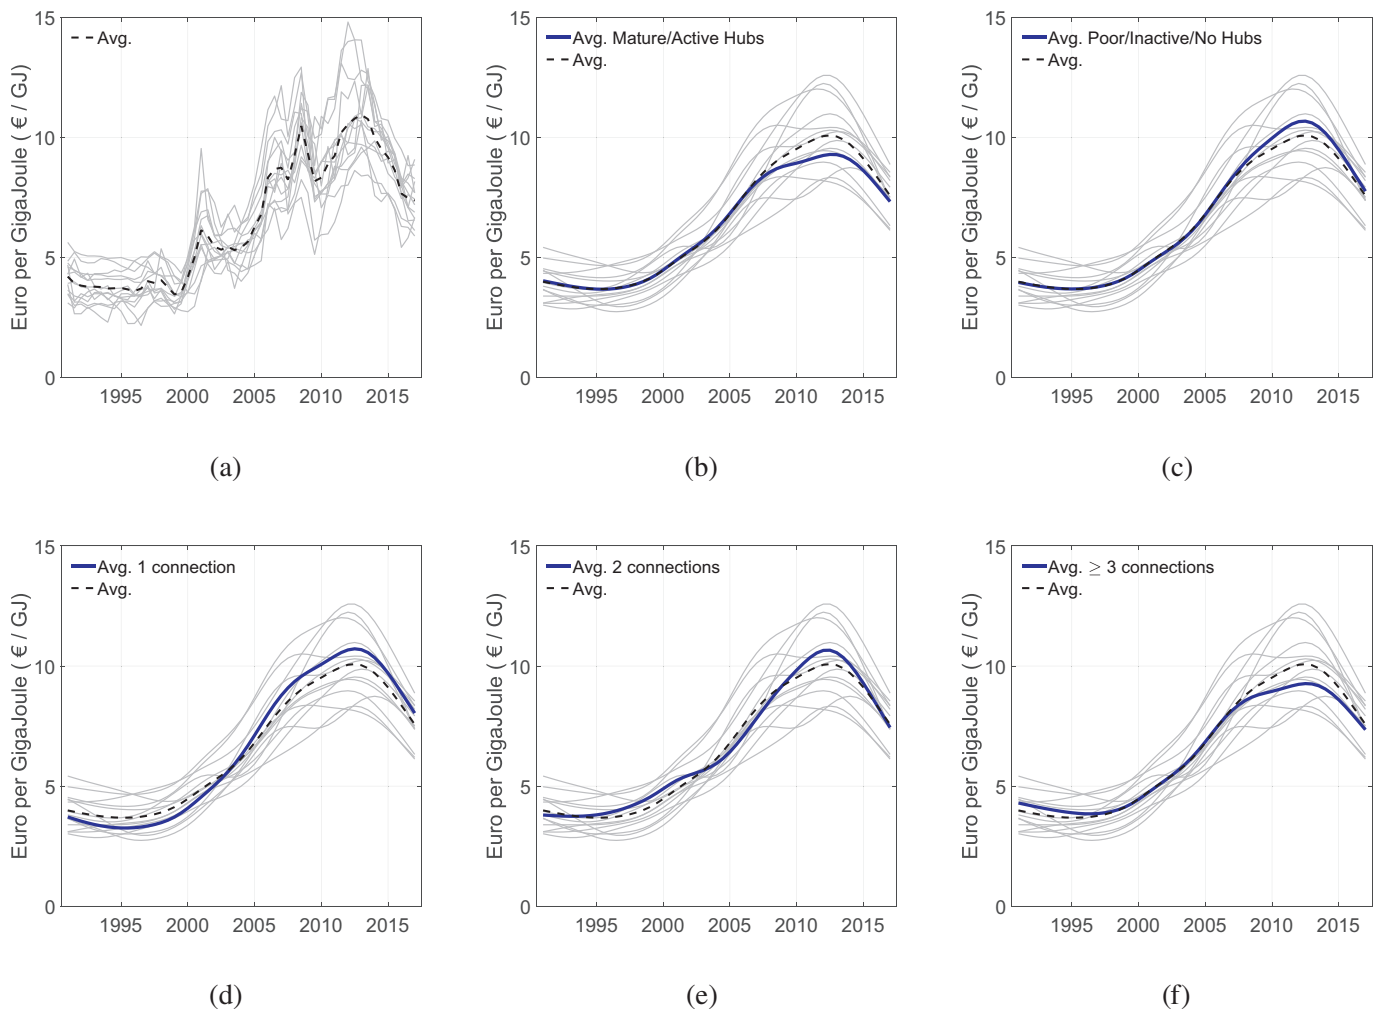 15
10
5
0
Euro per GigaJoule ( € / GJ)
Avg.
1995 2000 2005 2010 2015
(a)
15
10
5
0
Euro per GigaJoule ( € / GJ)
Avg. Mature/Active Hubs
Avg.
1995 2000 2005 2010 2015
(b)
15
10
5
0
Euro per GigaJoule ( € / GJ)
Avg. Poor/Inactive/No Hubs
Avg.
1995 2000 2005 2010 2015
(c)
15
10
5
0
Euro per GigaJoule ( € / GJ)
Avg. 1 connection
Avg.
1995 2000 2005 2010 2015
(d)
15
10
5
0
Euro per GigaJoule ( € / GJ)
Avg. 2 connections
Avg.
1995 2000 2005 2010 2015
(e)
15
10
5
0
Euro per GigaJoule ( € / GJ)
Avg. ≥ 3 connections
Avg.
1995 2000 2005 2010 2015
(f)